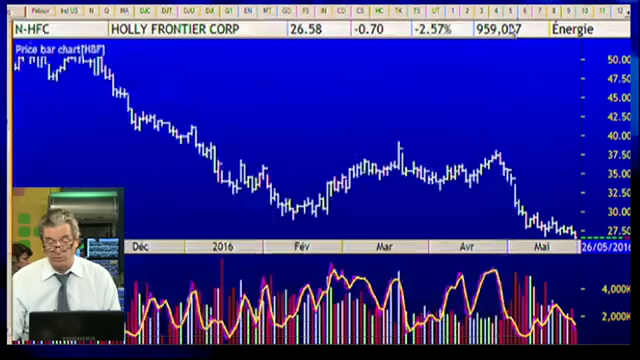 N-HFC HOLLY FRONTIER CORP 26.58 -0.70 -2.57% 959,027 Énergie
Price bar chart [HBF]
50.00
47.50
45.00
42.50
40.00
37.50
35.00
32.50
30.00
27.50
Déc 2016 Fév Mar Avr Mai 26/05/2016
4,000K
2,000K
TOSHIBA